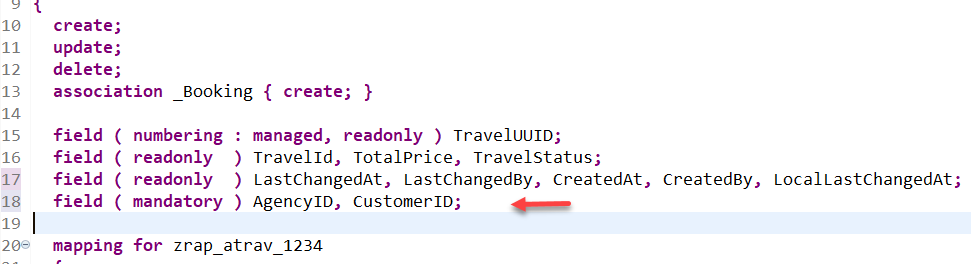 9 {
10 create;
11 update;
12 delete;
13 association _Booking { create; }
14
15 field ( numbering : managed, readonly ) TravelUUID;
16 field ( readonly  ) TravelId, TotalPrice, TravelStatus;
17 field ( readonly  ) LastChangedAt, LastChangedBy, CreatedAt, CreatedBy, LocalLastChangedAt;
18 field ( mandatory ) AgencyID, CustomerID;
19
20 mapping for zrap_atrav_1234